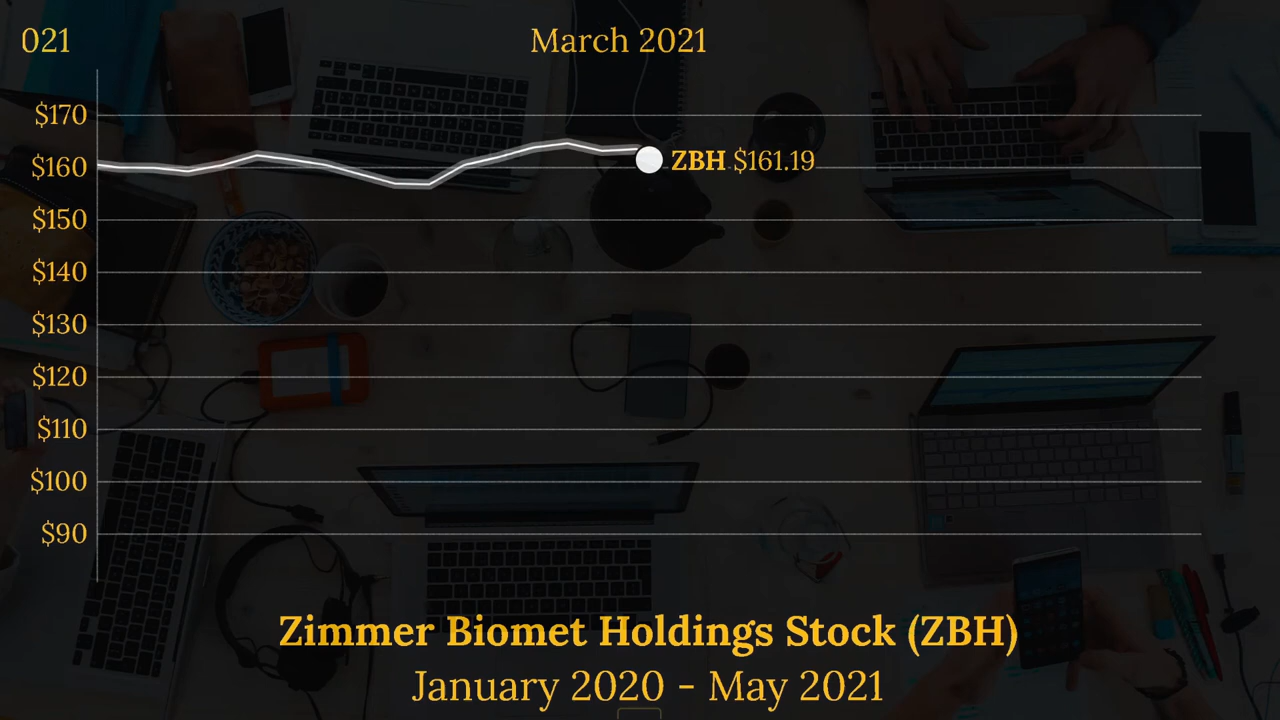 021
March 2021
$170
$160
ZBH $161.19
$150
$140
$130
$120
$110
$100
$90
Zimmer Biomet Holdings Stock (ZBH)
January 2020 - May 2021